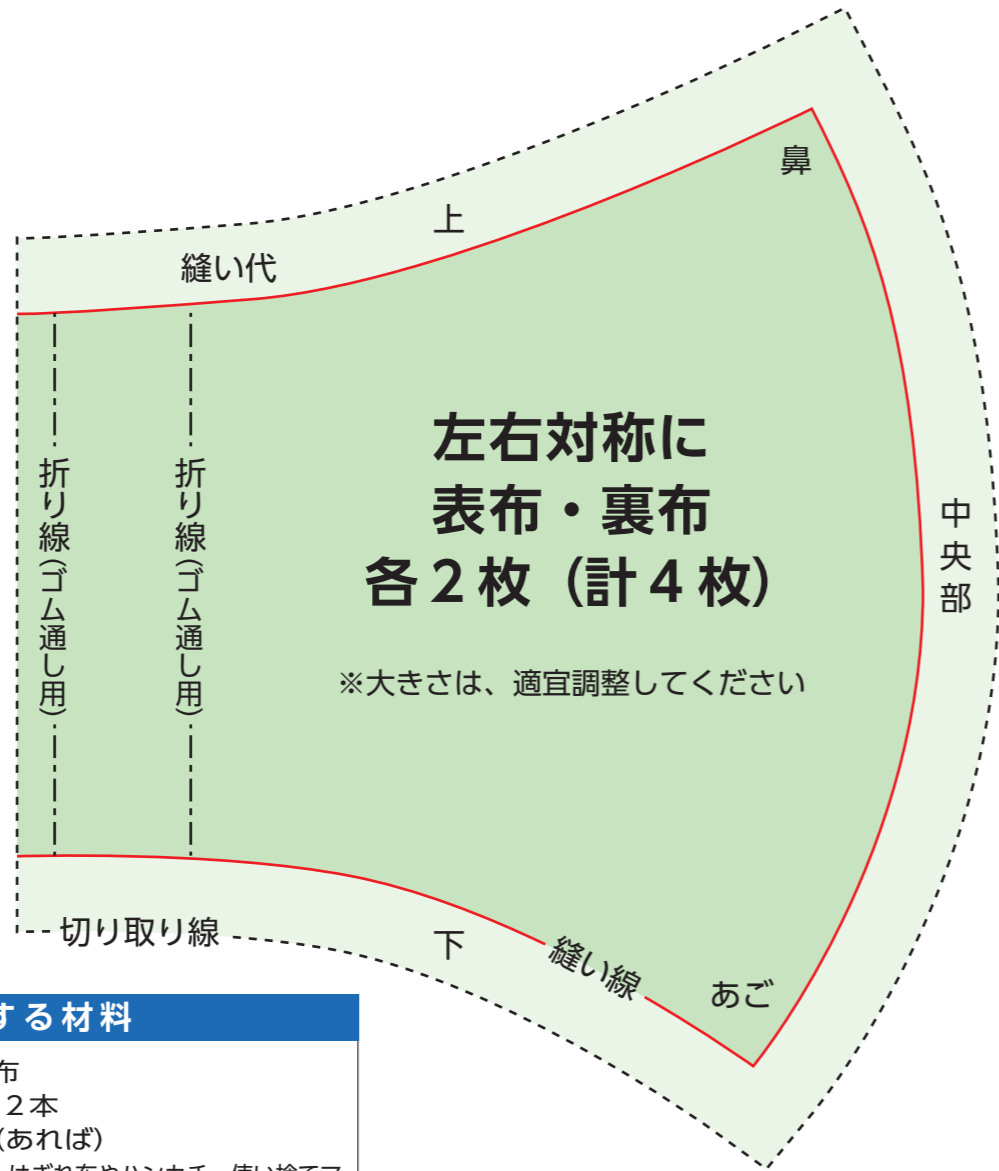 鼻
上
縫い代
左右対称に
表布・裏布
各２枚（計４枚）
※大きさは、適宜調整してください
折り線（ゴム通し用）
折り線（ゴム通し用）
中央部
切り取り線
下
縫い線
あご
する材料
布
２本
（あれば）